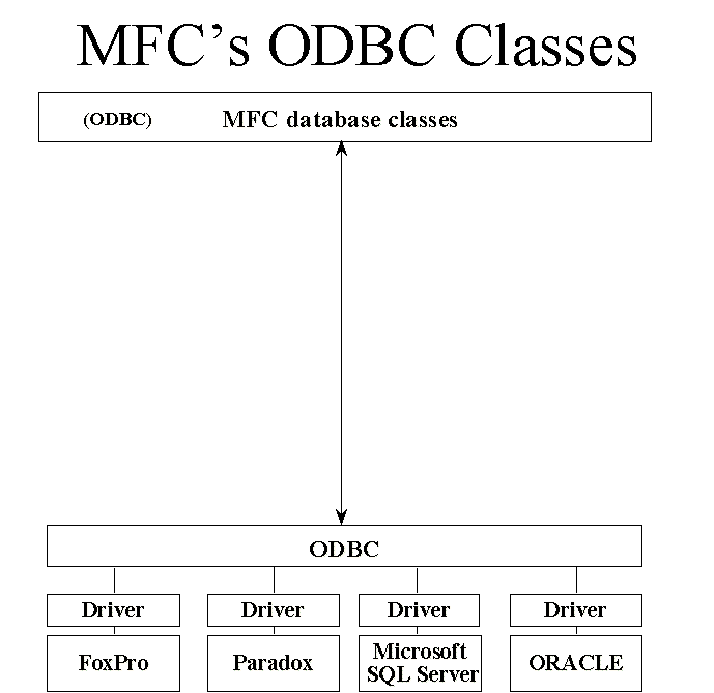 MFC’s ODBC Classes
(ODBC) MFC database classes
ODBC
Driver Driver Driver Driver
FoxPro Paradox Microsoft SQL Server ORACLE